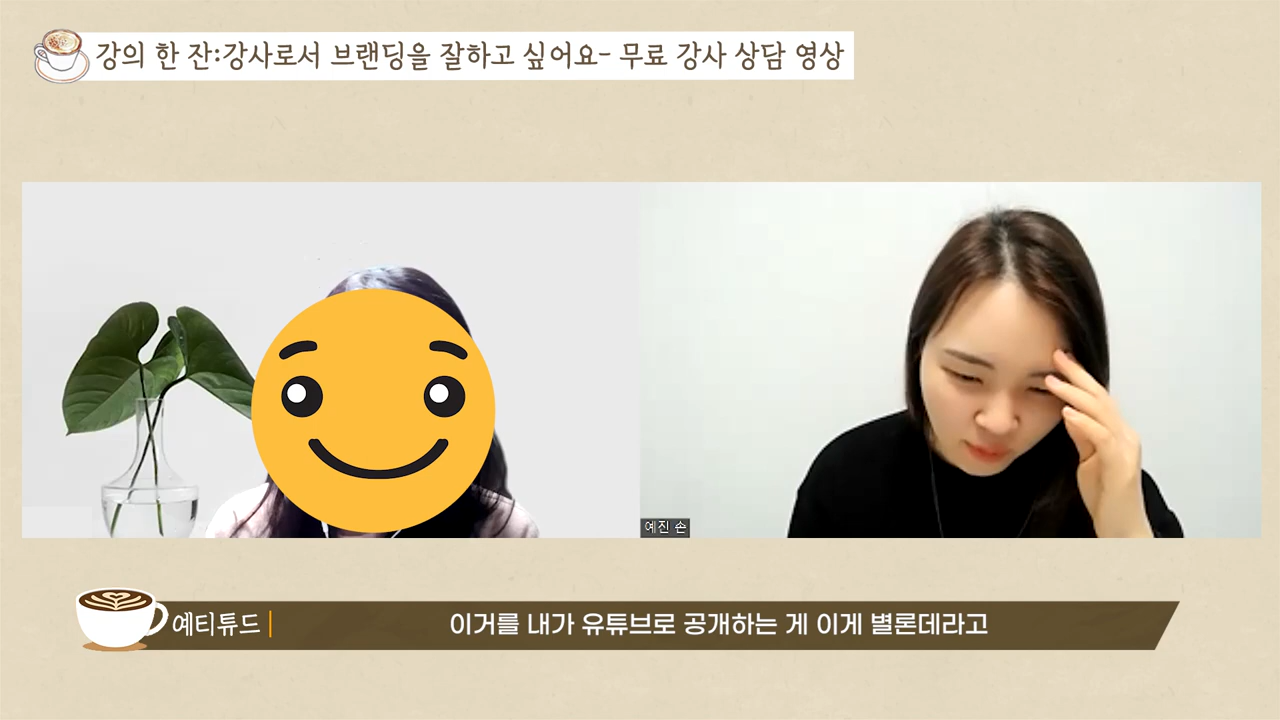 강의 한 잔:강사로서 브랜딩을 잘하고 싶어요- 무료 강사 상담 영상
예진 손
예티튜드
이거를 내가 유튜브로 공개하는 게 이게 별론데라고